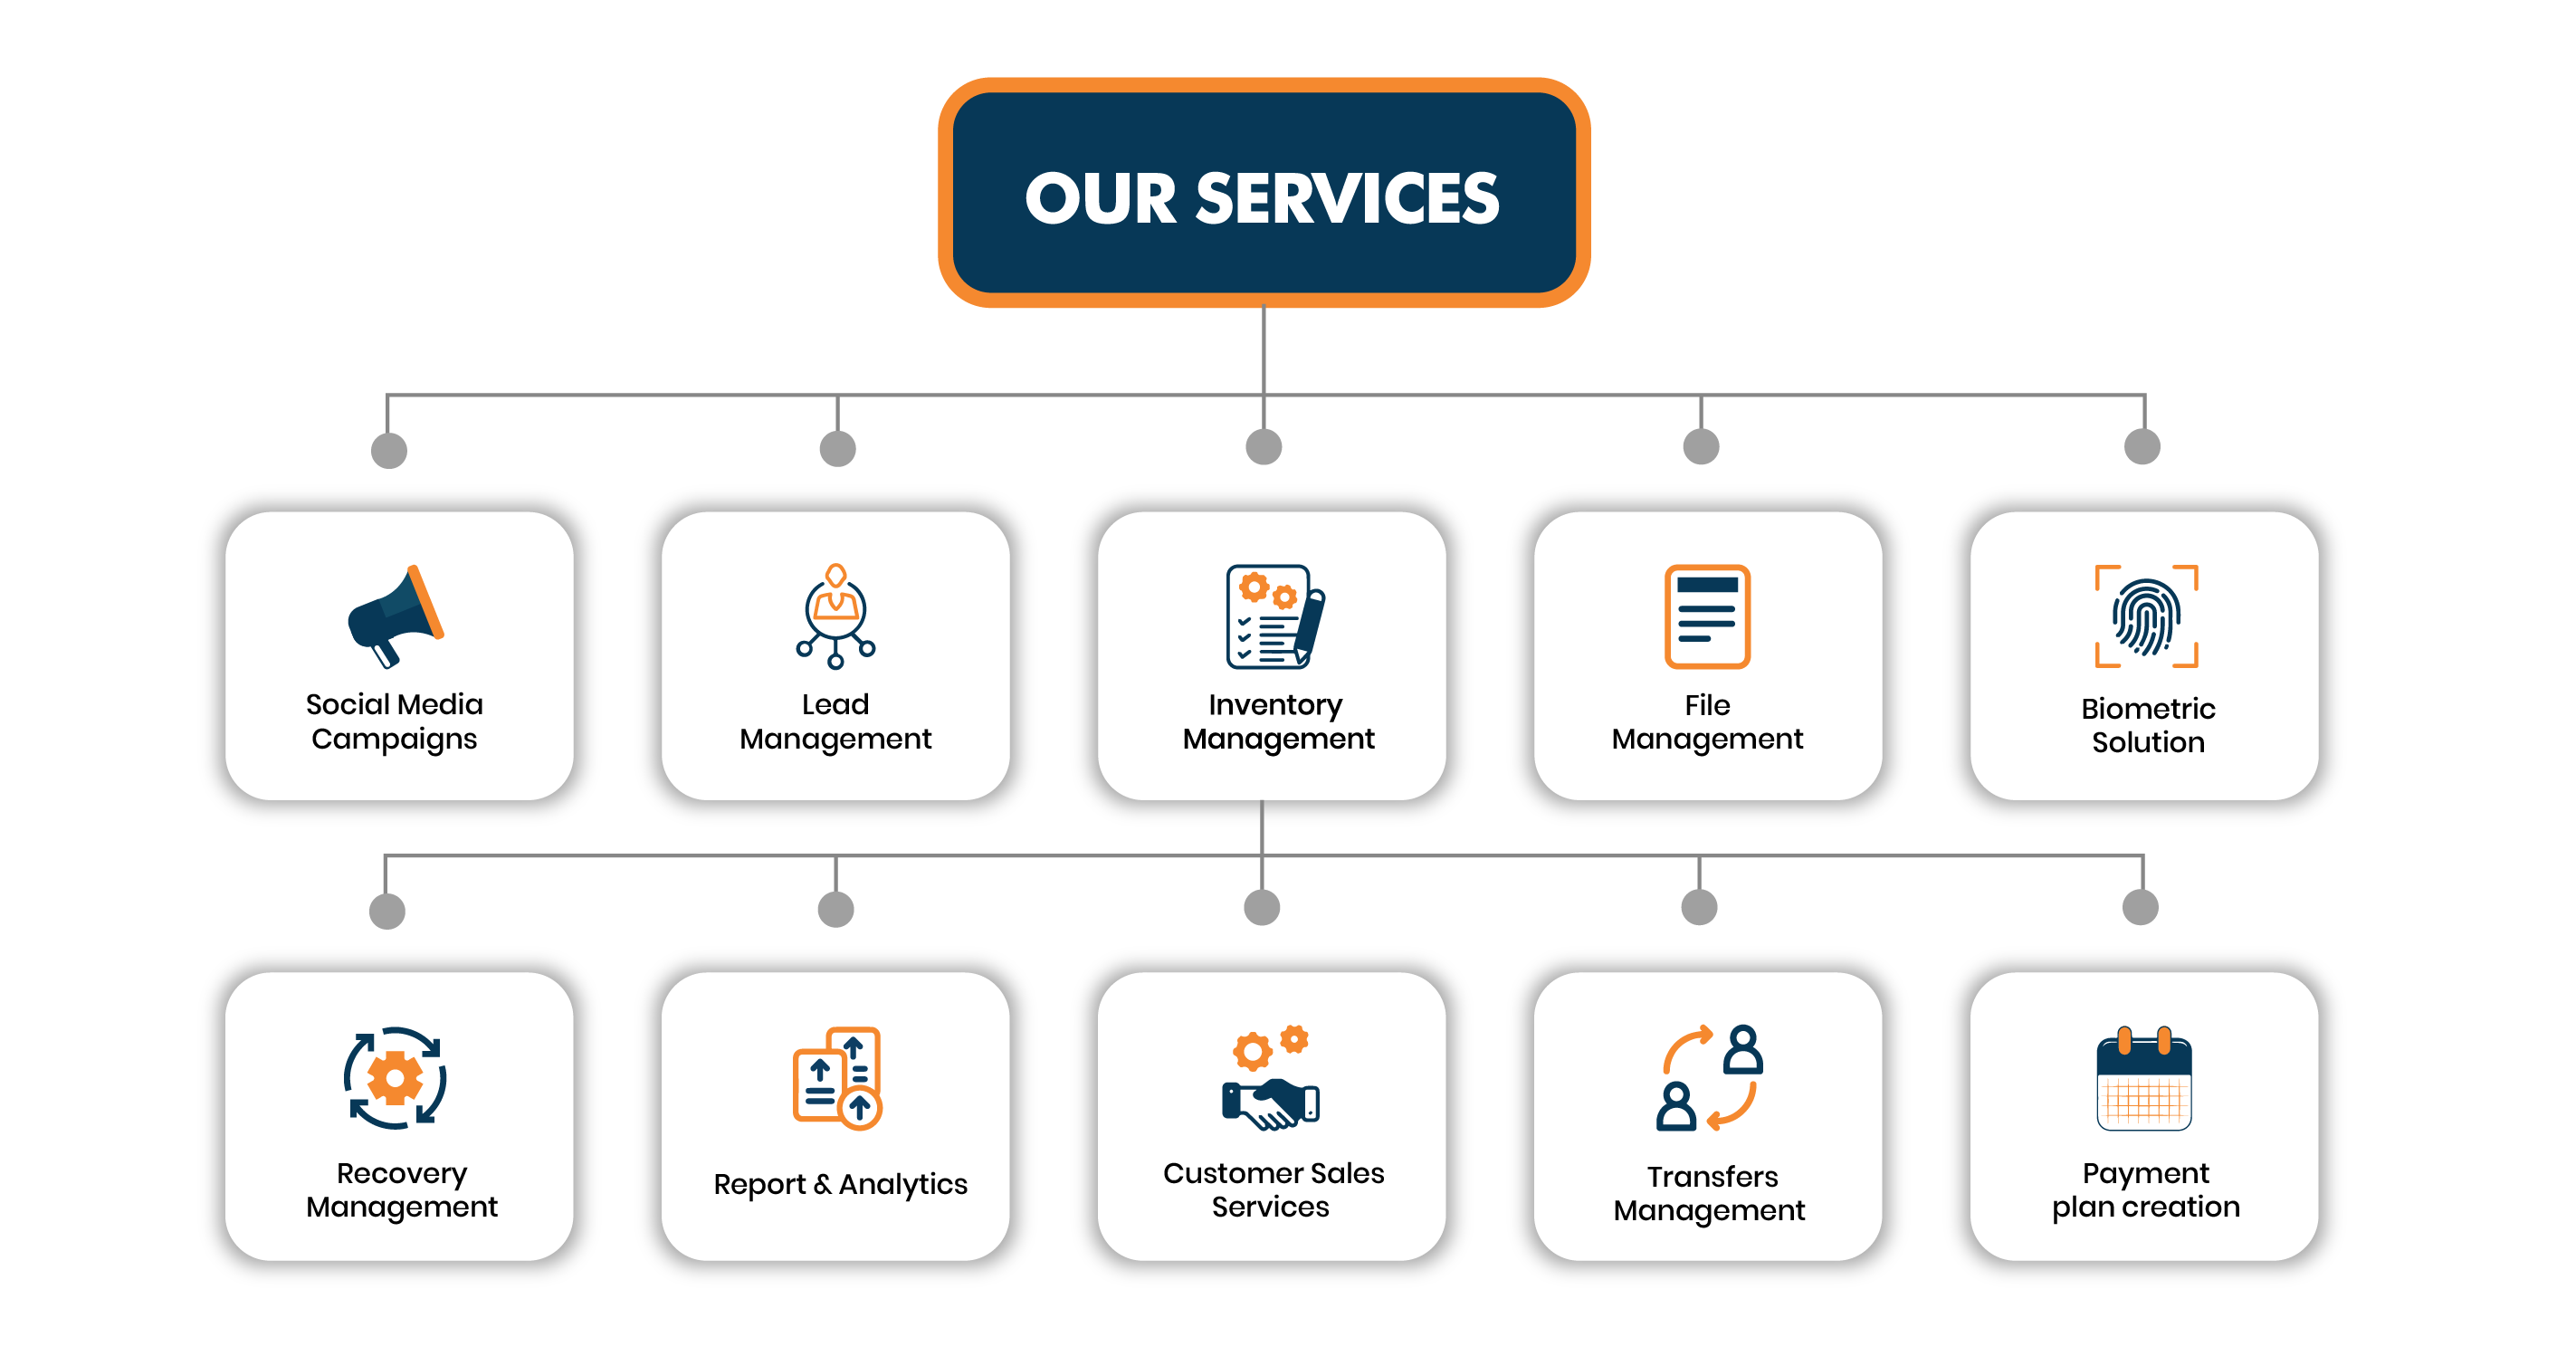 OUR SERVICES
Social Media
Campaigns
Lead
Management
Inventory
Management
File
Management
Biometric
Solution
Recovery
Management
Report & Analytics
Customer Sales
Services
Transfers
Management
Payment
plan creation